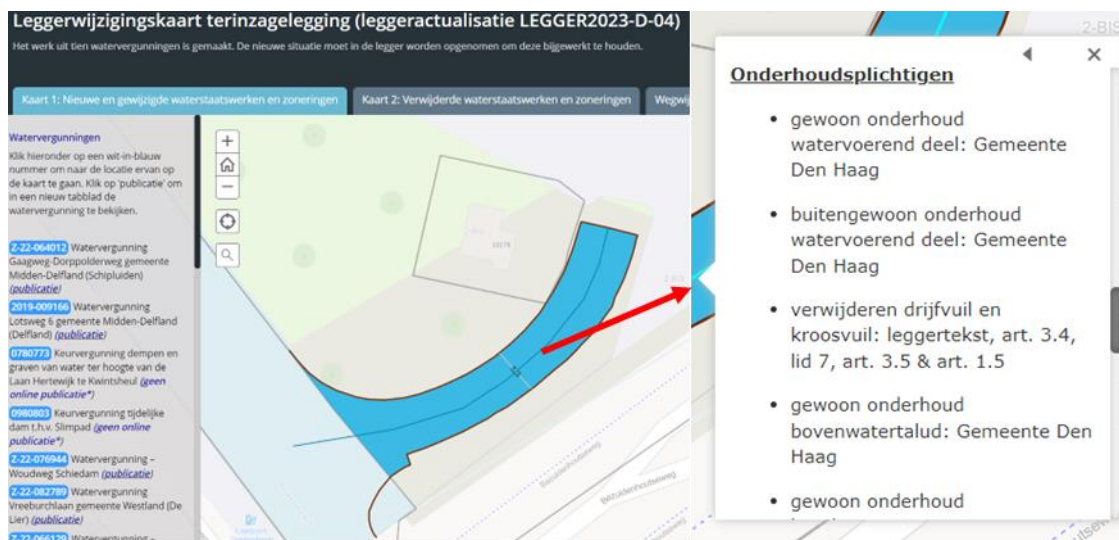 Leggerwijzigingskaart terinzagelegging (leggeractualisatie LEGGER2023-D-04)
Het werk uit tien watervergunningen is gemaakt. De nieuwe situatie moet in de legger worden opgenomen om deze bijgewerkt te houden.
Kaart 1: Nieuwe en gewijzigde waterstaatswerken en zoneringen
Kaart 2: Verwijderde waterstaatswerken en zoneringen
Wegwij
Watervergunningen
Klik hieronder op een wit-in-blauw
nummer om naar de locatie ervan op
de kaart te gaan. Klik op 'publicatie' om
in een nieuw tabblad de
watervergunning te bekijken.
Z-22-064012 Watervergunning
Gaagweg-Dorppolderweg gemeente
Midden-Delfland (Schipluiden)
(publicatie)
2019-009166 Watervergunning
Lotsweg 6 gemeente Midden-Delfland
(Delfland) (publicatie)
0780773 Keurvergunning dempen en
graven van water ter hoogte van de
Laan Hertewijk te Kwintsheul (geen
online publicatie*)
0980803 Keurvergunning tijdelijke
dam t.h.v. Slimpad (geen online
publicatie*)
Z-22-076944 Watervergunning –
Woudweg Schiedam (publicatie)
Z-22-082789 Watervergunning
Vreeburchlaan gemeente Westland (De
Lier) (publicatie)
Z-22-066129 Watervergunning –
+
−
Bezuidenhoutseweg
Bezuidenhoutseweg
2-BIS
Onderhoudsplichtigen
• gewoon onderhoud
watervoerend deel: Gemeente
Den Haag
• buitengewoon onderhoud
watervoerend deel: Gemeente
Den Haag
• verwijderen drijfvuil en
kroosvuil: leggertekst, art. 3.4,
lid 7, art. 3.5 & art. 1.5
• gewoon onderhoud
bovenwatertalud: Gemeente Den
Haag
• gewoon onderhoud